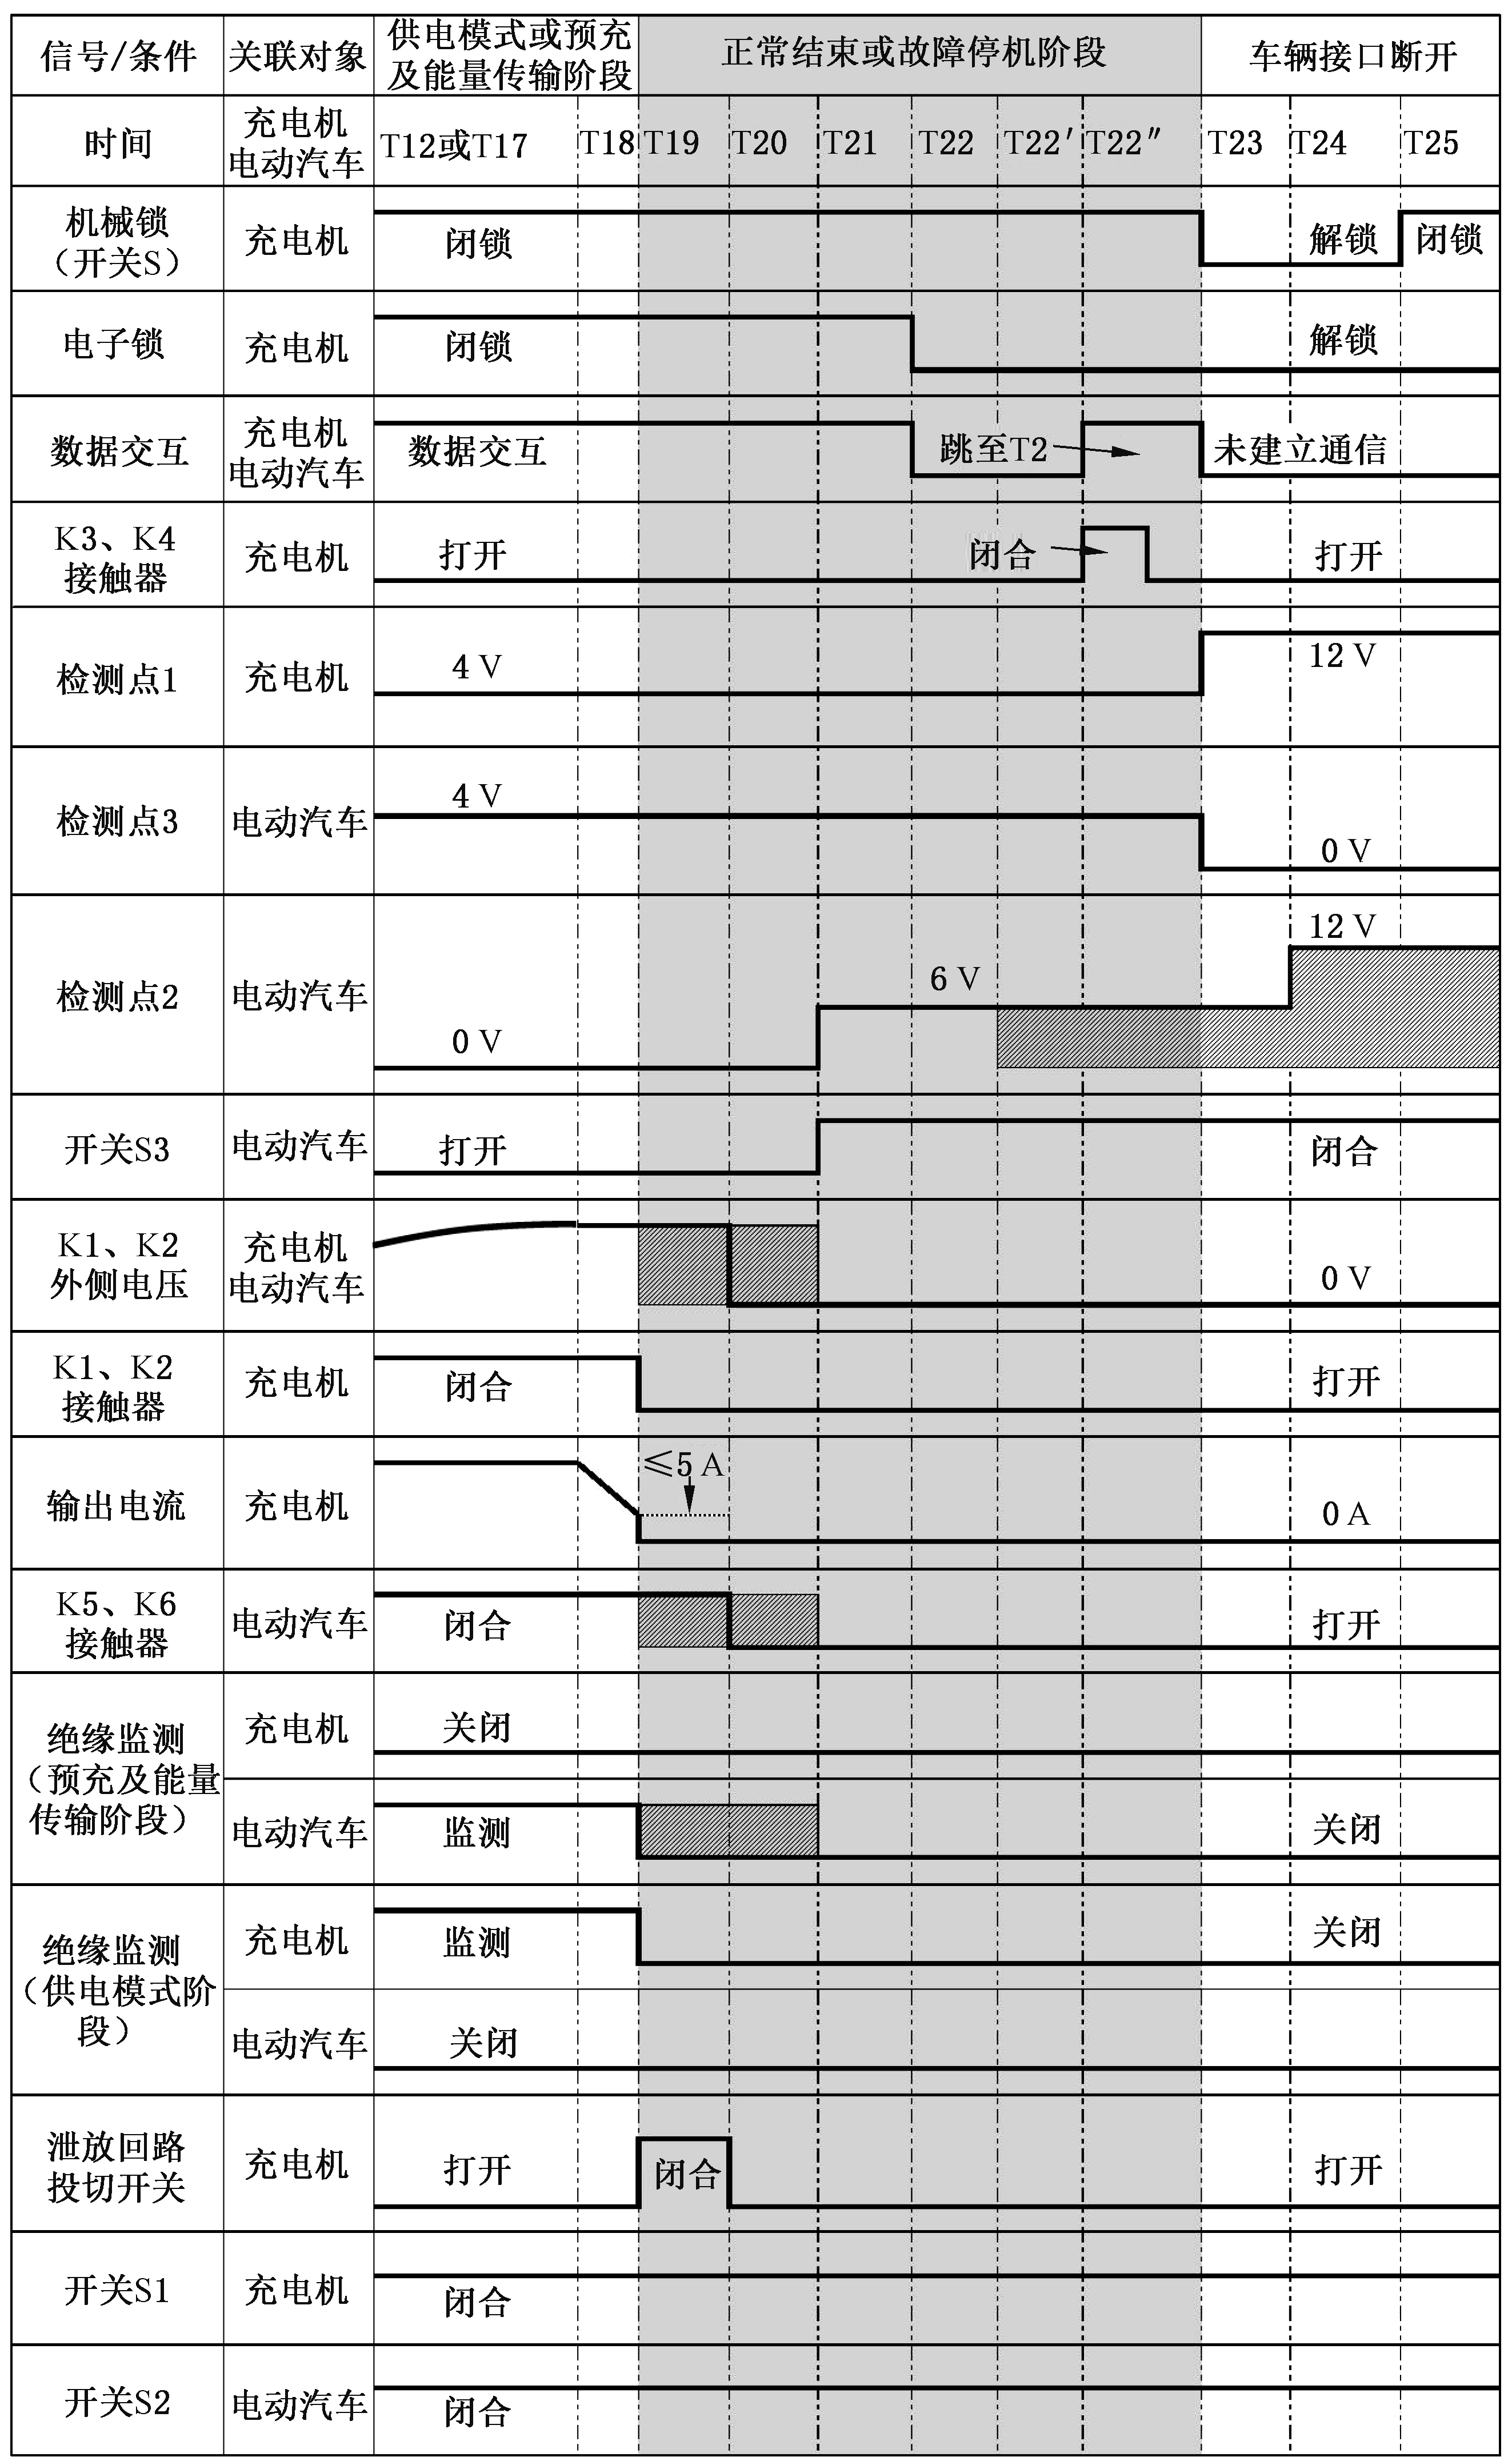 信号/条件
关联对象
供电模式或预充
及能量传输阶段
正常结束或故障停机阶段
车辆接口断开
时间
充电机
电动汽车
T12或T17
T18
T19
T20
T21
T22
T22′
T22″
T23
T24
T25
机械锁
（开关S）
充电机
闭锁
解锁
闭锁
电子锁
充电机
闭锁
解锁
数据交互
充电机
电动汽车
数据交互
跳至T2
未建立通信
K3、K4
接触器
充电机
打开
闭合
打开
检测点1
充电机
4 V
12 V
检测点3
电动汽车
4 V
0 V
检测点2
电动汽车
0 V
6 V
12 V
开关S3
电动汽车
打开
闭合
K1、K2
外侧电压
充电机
电动汽车
0 V
K1、K2
接触器
充电机
闭合
打开
输出电流
充电机
≤5 A
0 A
K5、K6
接触器
电动汽车
闭合
打开
绝缘监测
（预充及能量
传输阶段）
充电机
关闭
电动汽车
监测
关闭
绝缘监测
（供电模式阶
段）
充电机
监测
关闭
电动汽车
关闭
泄放回路
投切开关
充电机
打开
闭合
打开
开关S1
充电机
闭合
开关S2
电动汽车
闭合